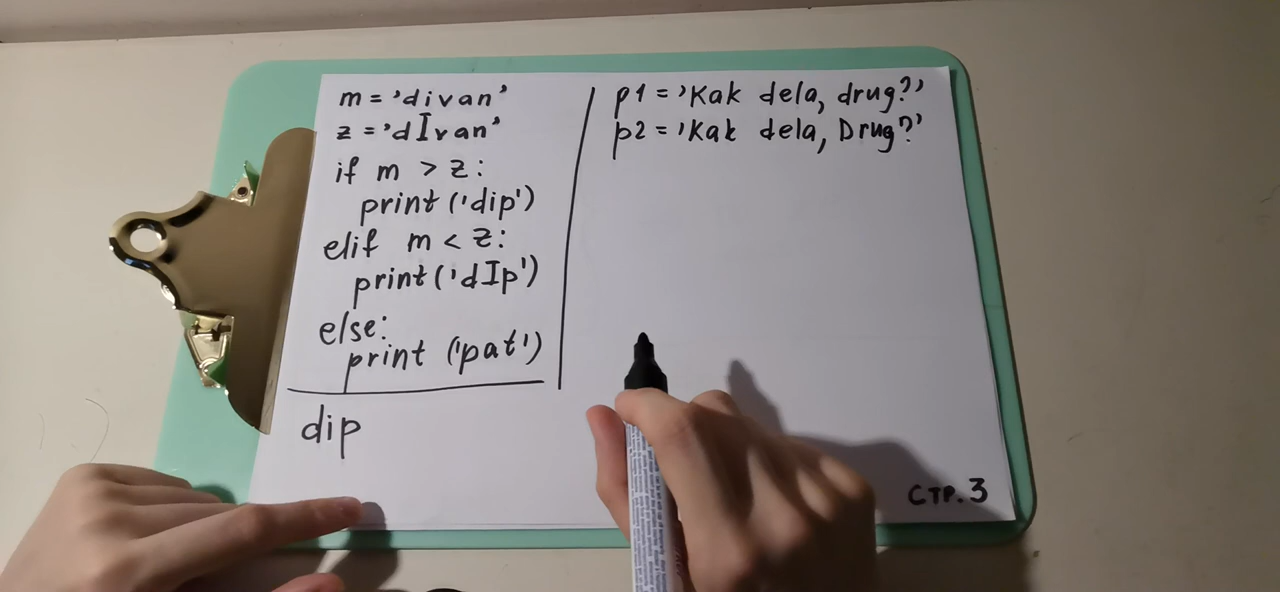 m = 'divan'
z = 'dIvan'
if m > z:
print ('dip')
elif m < z:
print ('dIp')
else:
print ('pat')
dip
p1 = 'Kak dela, drug?'
p2 = 'Kak dela, Drug?'
СТР. 3